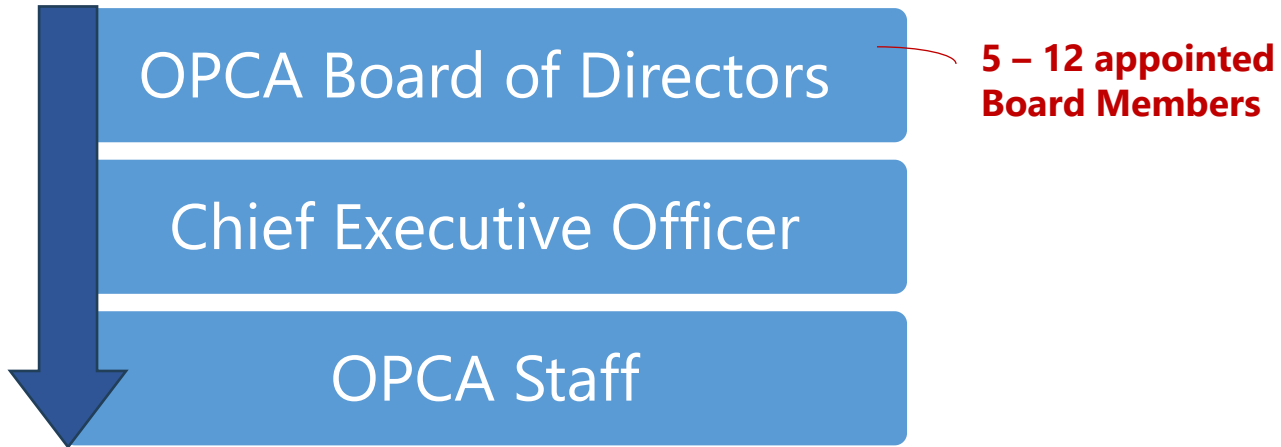 OPCA Board of Directors
5 – 12 appointed
Board Members
Chief Executive Officer
OPCA Staff